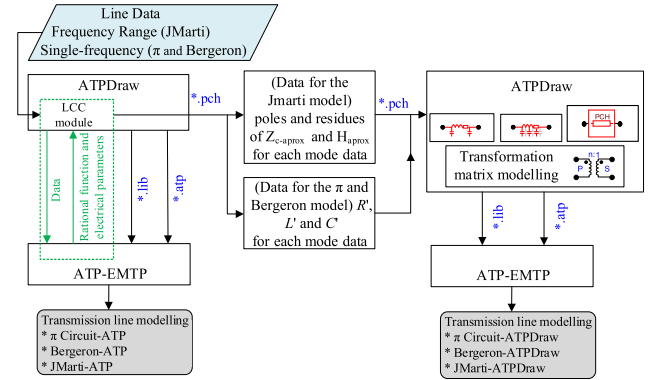 Line Data
Frequency Range (JMarti)
Single-frequency (π and Bergeron)
ATPDraw
LCC
module
Data
Rational function and
electrical parameters
*.lib
*.atp
ATP-EMTP
Transmission line modelling
* π Circuit-ATP
* Bergeron-ATP
* JMarti-ATP
*.pch
(Data for the
Jmarti model)
poles and residues
of Zc-aprox and Haprox
for each mode data
(Data for the π and
Bergeron model) R',
L' and C'
for each mode data
*.pch
ATPDraw
PCH
Transformation
matrix modelling
n:1
P S
*.lib
*.atp
ATP-EMTP
Transmission line modelling
* π Circuit-ATPDraw
* Bergeron-ATPDraw
* JMarti-ATPDraw